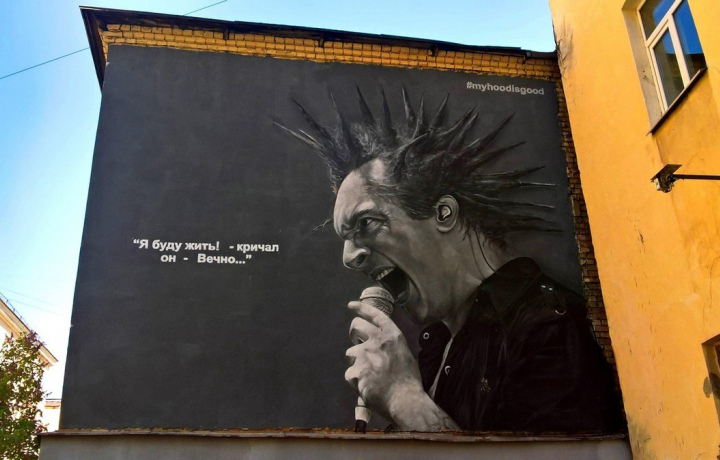 #myhoodisgood
“Я буду жить! - кричал
он - Вечно...”